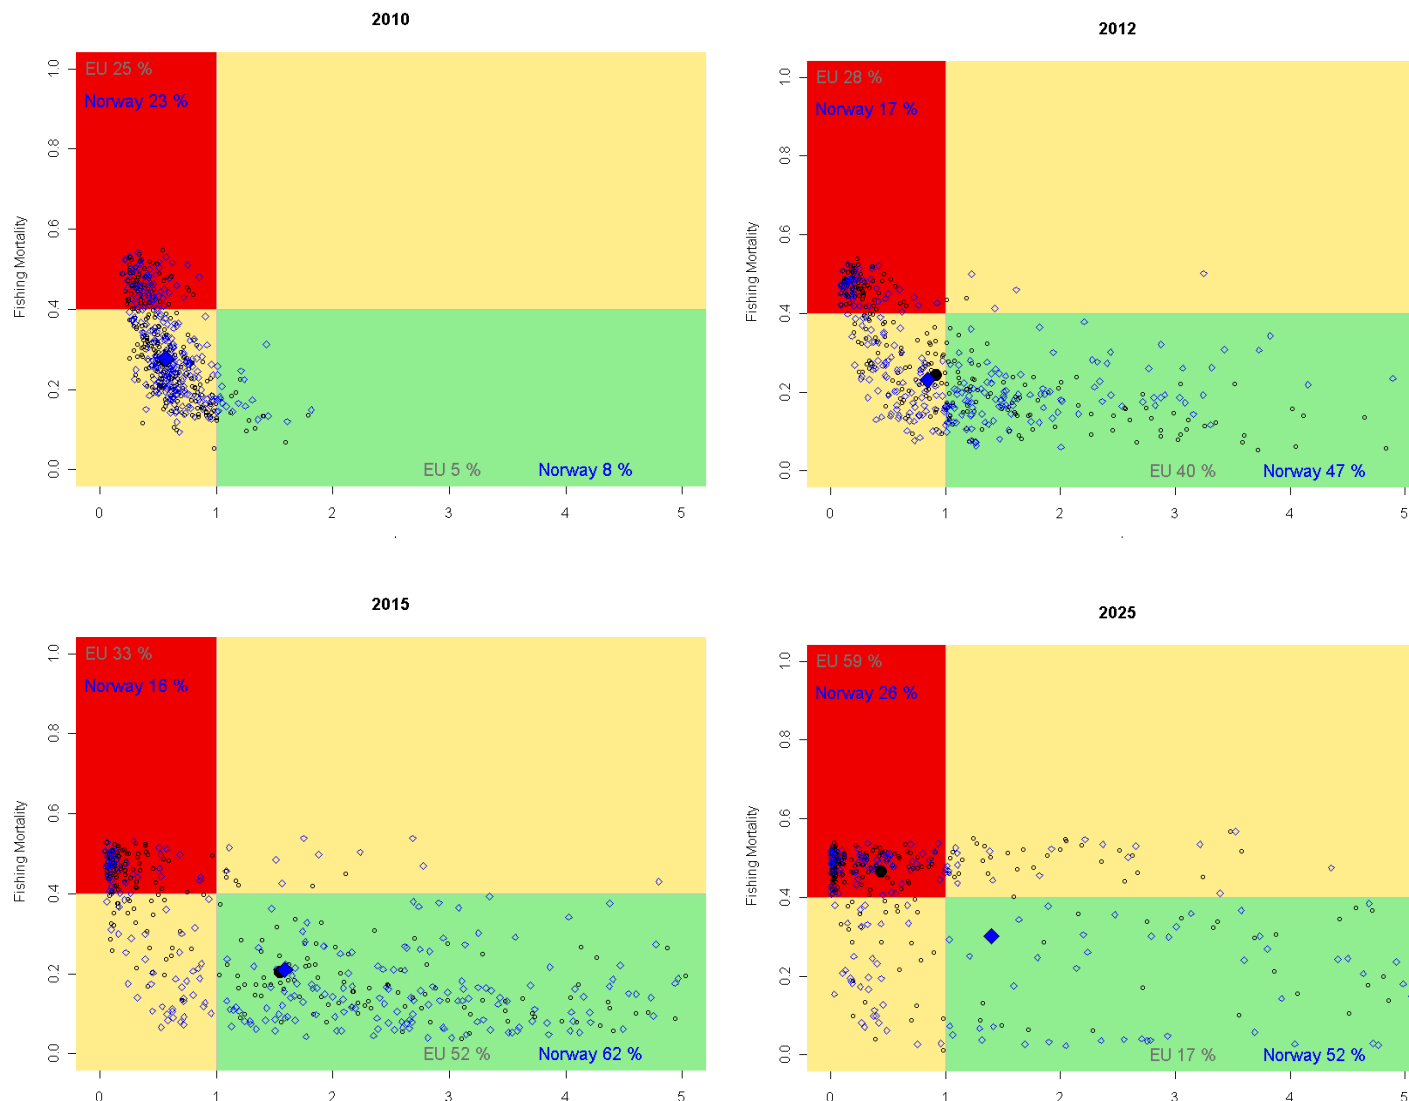 2010
EU 25 %
Norway 23 %
Fishing Mortality
1.0
0.8
0.6
0.4
0.2
0.0
EU 5 %
Norway 8 %
0 1 2 3 4 5
2012
EU 28 %
Norway 17 %
Fishing Mortality
1.0
0.8
0.6
0.4
0.2
0.0
EU 40 %
Norway 47 %
0 1 2 3 4 5
2015
EU 33 %
Norway 16 %
Fishing Mortality
1.0
0.8
0.6
0.4
0.2
0.0
EU 52 %
Norway 62 %
0 1 2 3 4 5
2025
EU 59 %
Norway 26 %
Fishing Mortality
1.0
0.8
0.6
0.4
0.2
0.0
EU 17 %
Norway 52 %
0 1 2 3 4 5